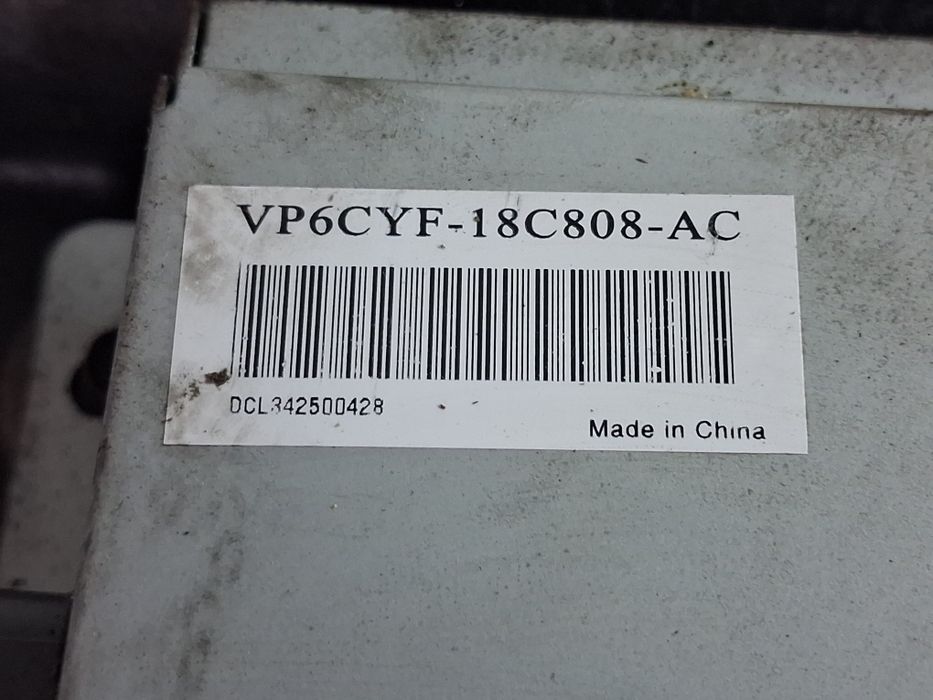 VP6CYF-18C808-AC
DCL342500428
Made in China